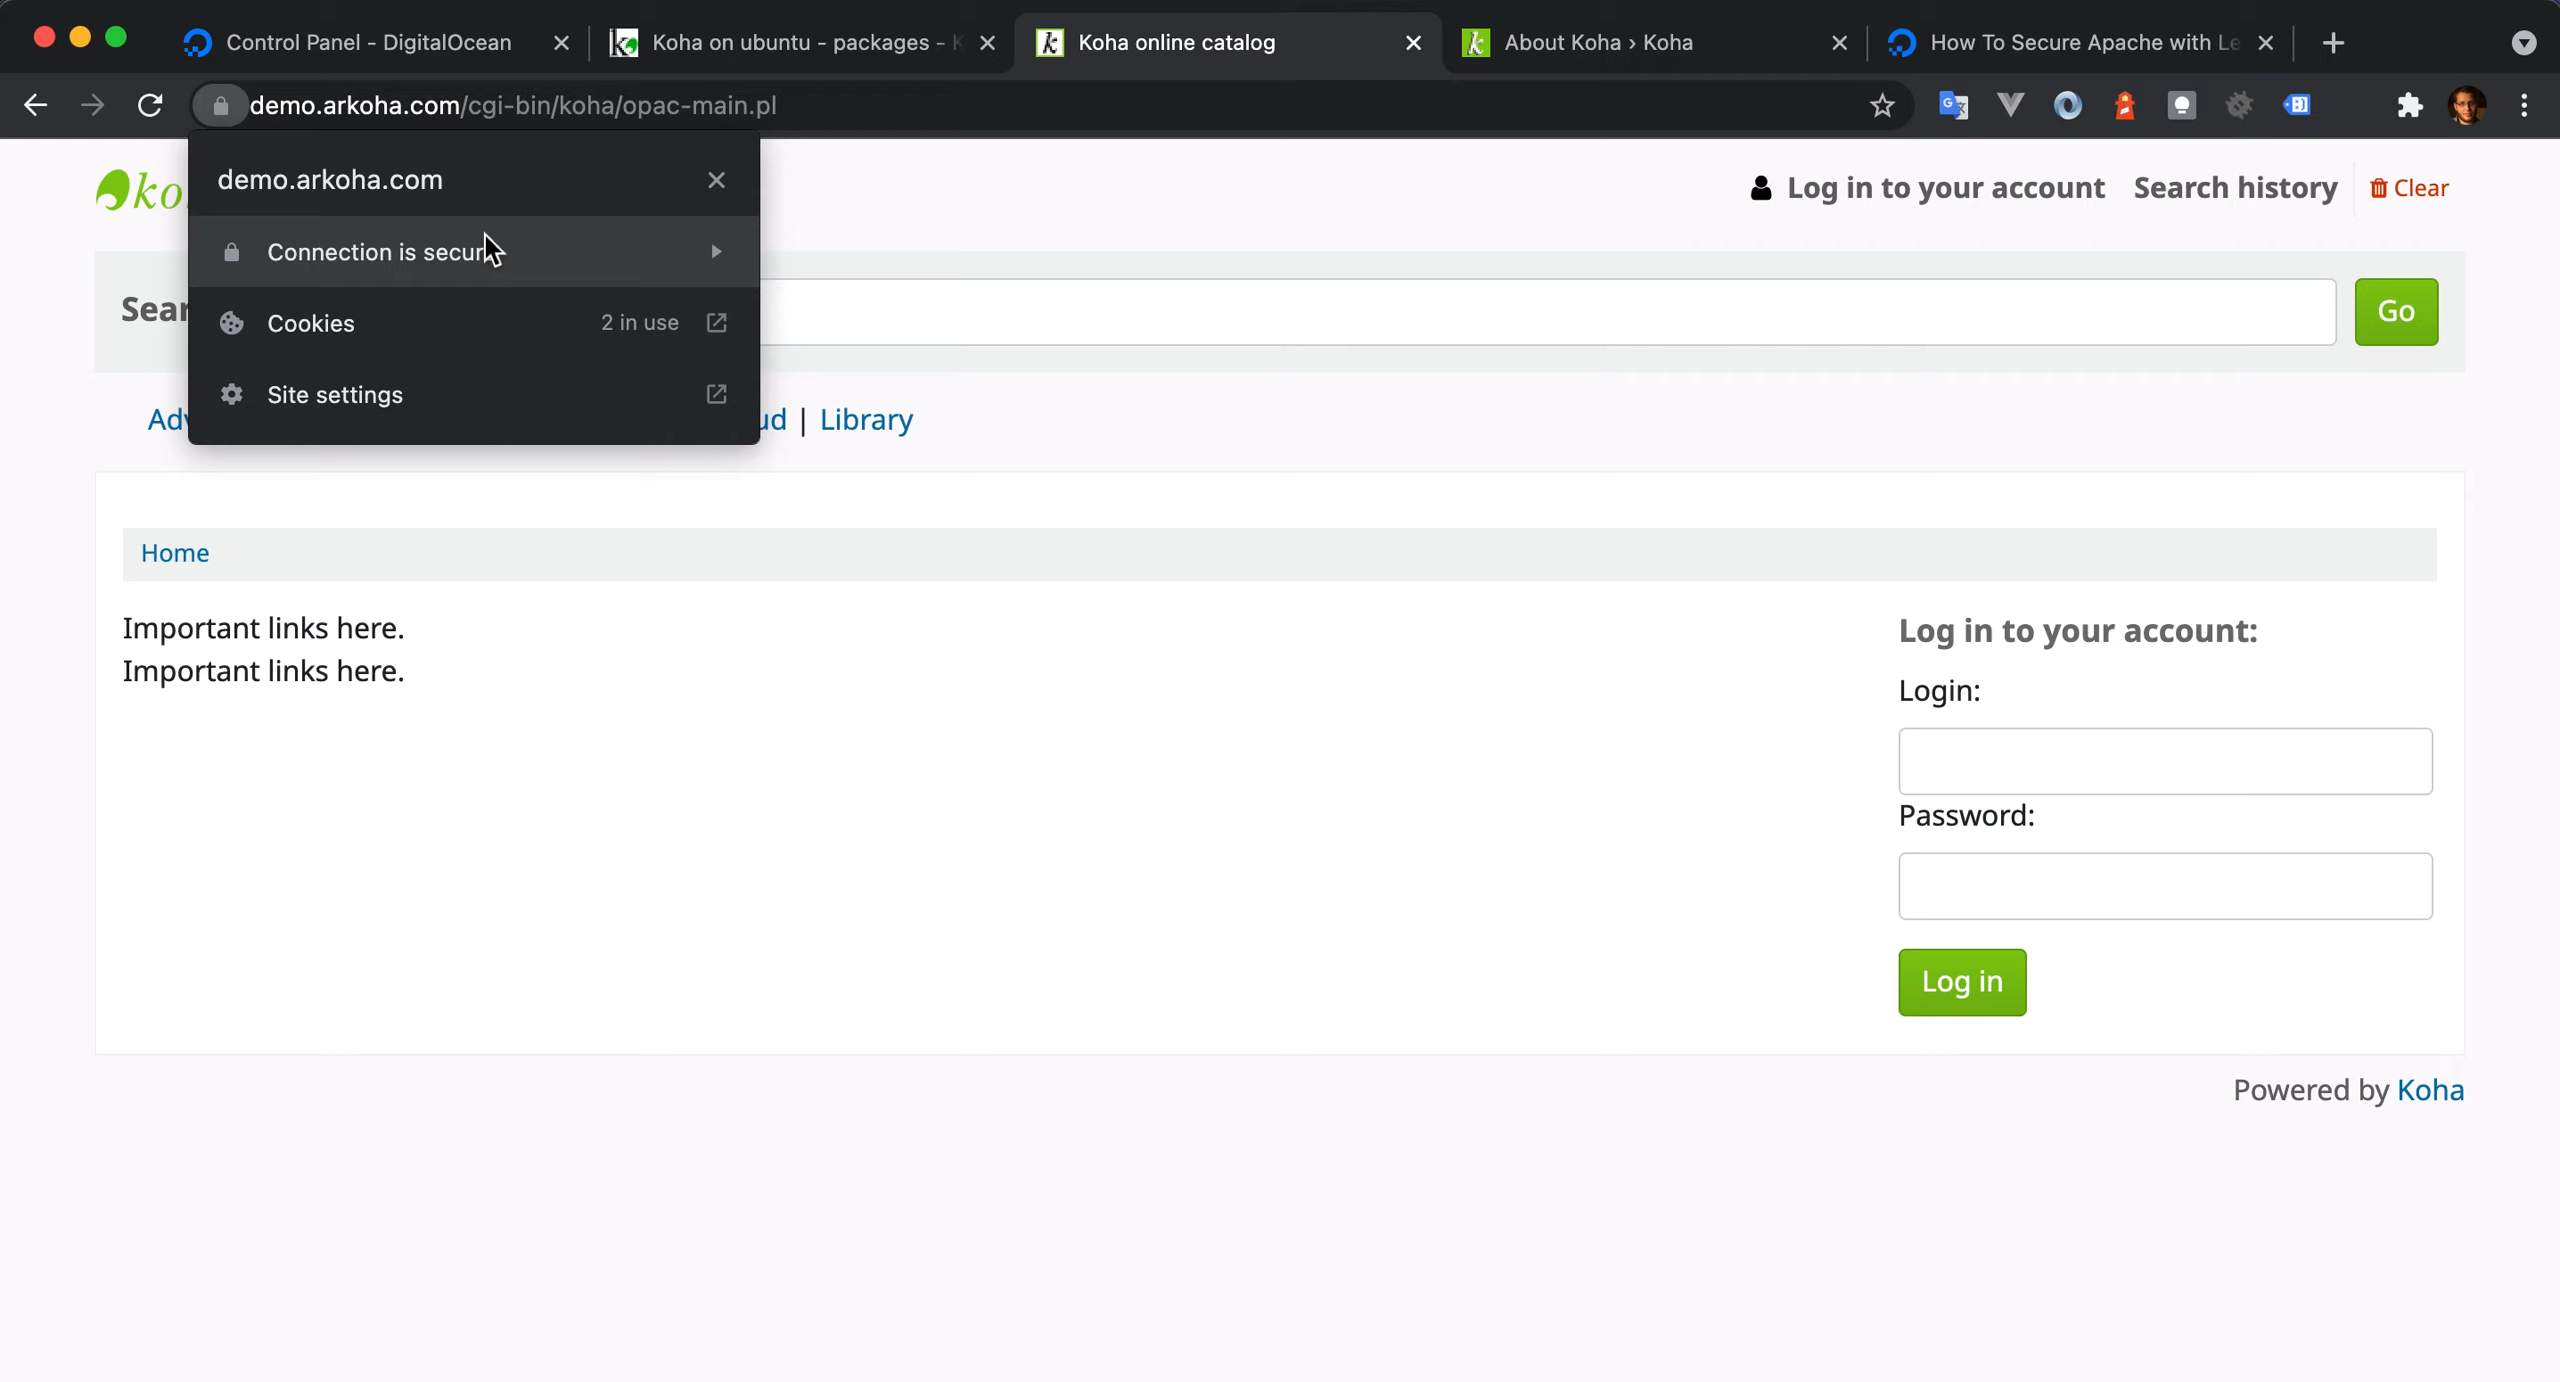 Control Panel - DigitalOcean
Koha on ubuntu - packages -
Koha online catalog
About Koha › Koha
How To Secure Apache with Le
demo.arkoha.com/cgi-bin/koha/opac-main.pl
demo.arkoha.com
Connection is secur
Cookies 2 in use
Site settings
ko
Log in to your account Search history Clear
Sear
Go
Adv
ud | Library
Home
Important links here.
Important links here.
Log in to your account:
Login:
Password:
Log in
Powered by Koha